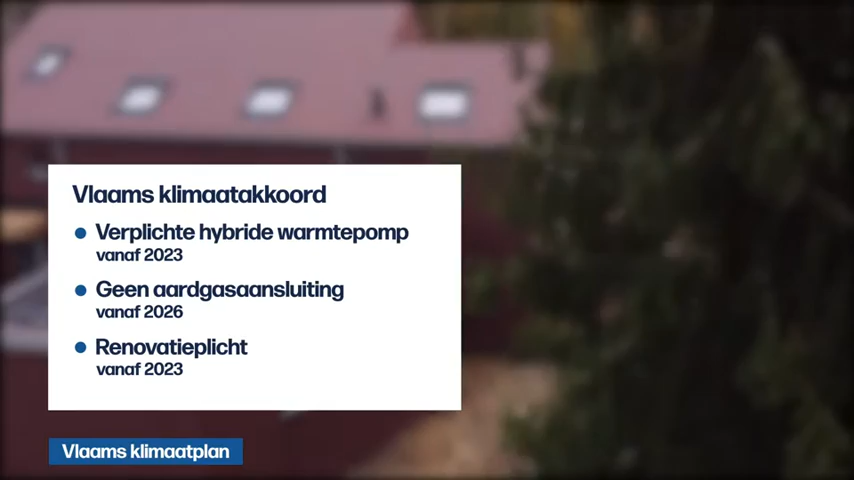 Vlaams klimaatakkoord
Verplichte hybride warmtepomp
vanaf 2023
Geen aardgasaansluiting
vanaf 2026
Renovatieplicht
vanaf 2023
Vlaams klimaatplan